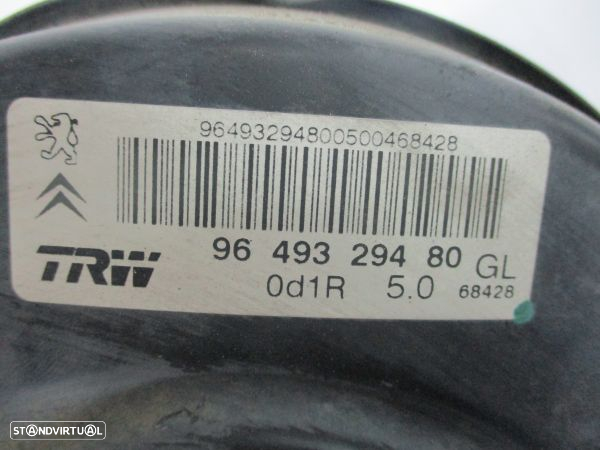 96493294800500468428
96 493 294 80 GL
TRW
0d1R 5.0 68428
STANDVIRTUAL